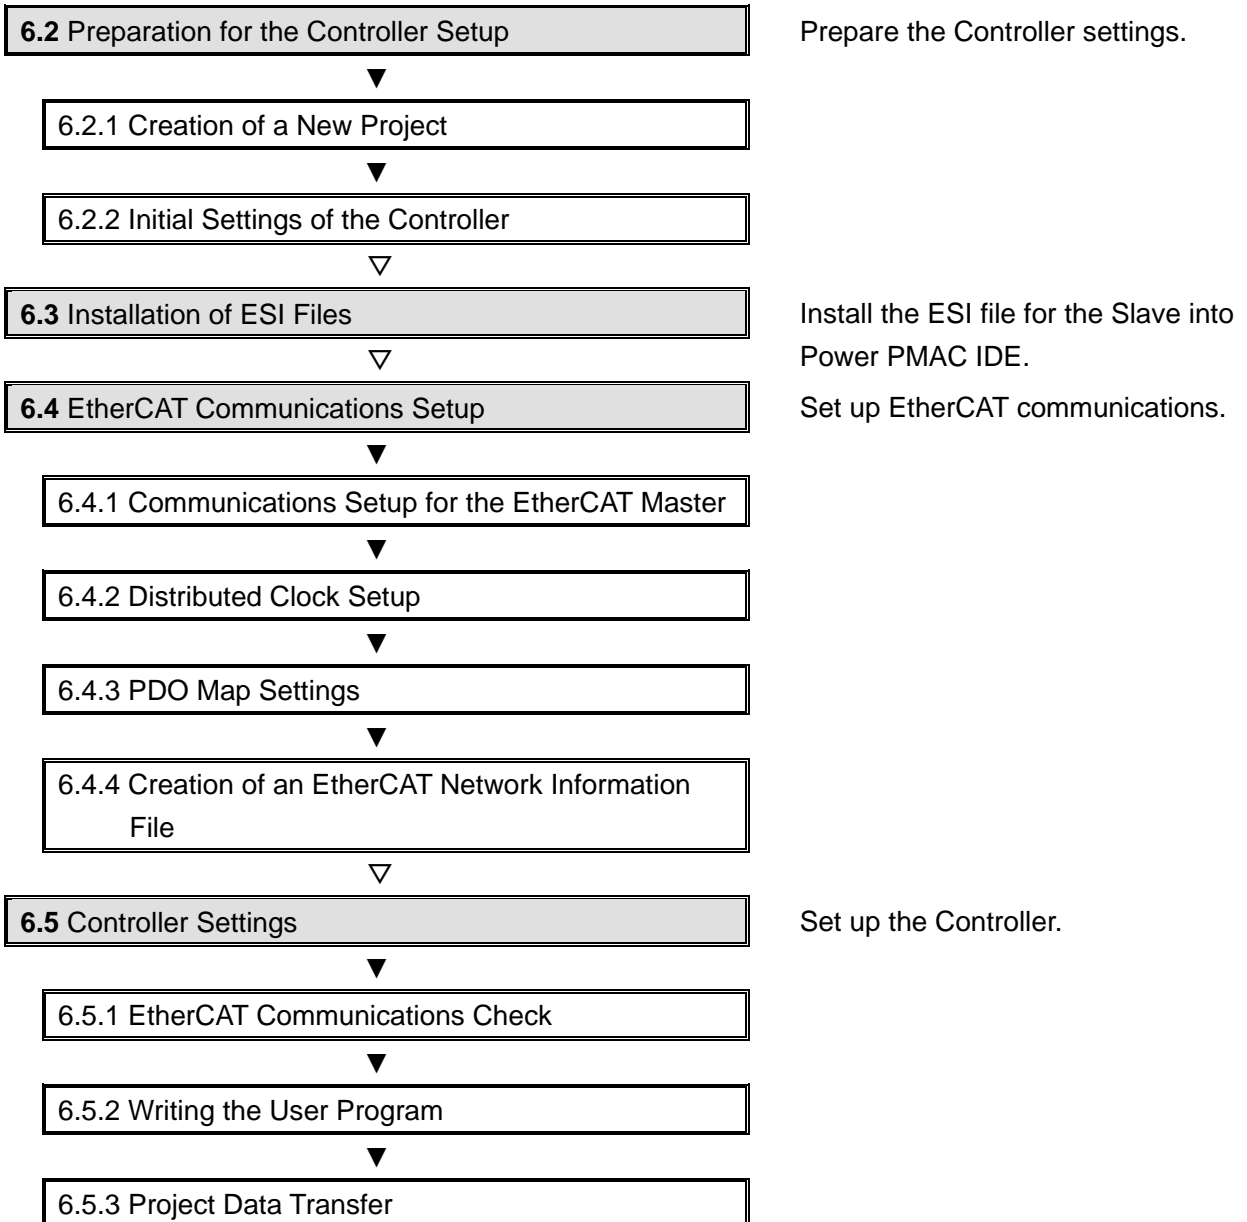 6.2 Preparation for the Controller Setup
Prepare the Controller settings.
6.2.1 Creation of a New Project
6.2.2 Initial Settings of the Controller
6.3 Installation of ESI Files
Install the ESI file for the Slave into
Power PMAC IDE.
6.4 EtherCAT Communications Setup
Set up EtherCAT communications.
6.4.1 Communications Setup for the EtherCAT Master
6.4.2 Distributed Clock Setup
6.4.3 PDO Map Settings
6.4.4 Creation of an EtherCAT Network Information
File
6.5 Controller Settings
Set up the Controller.
6.5.1 EtherCAT Communications Check
6.5.2 Writing the User Program
6.5.3 Project Data Transfer